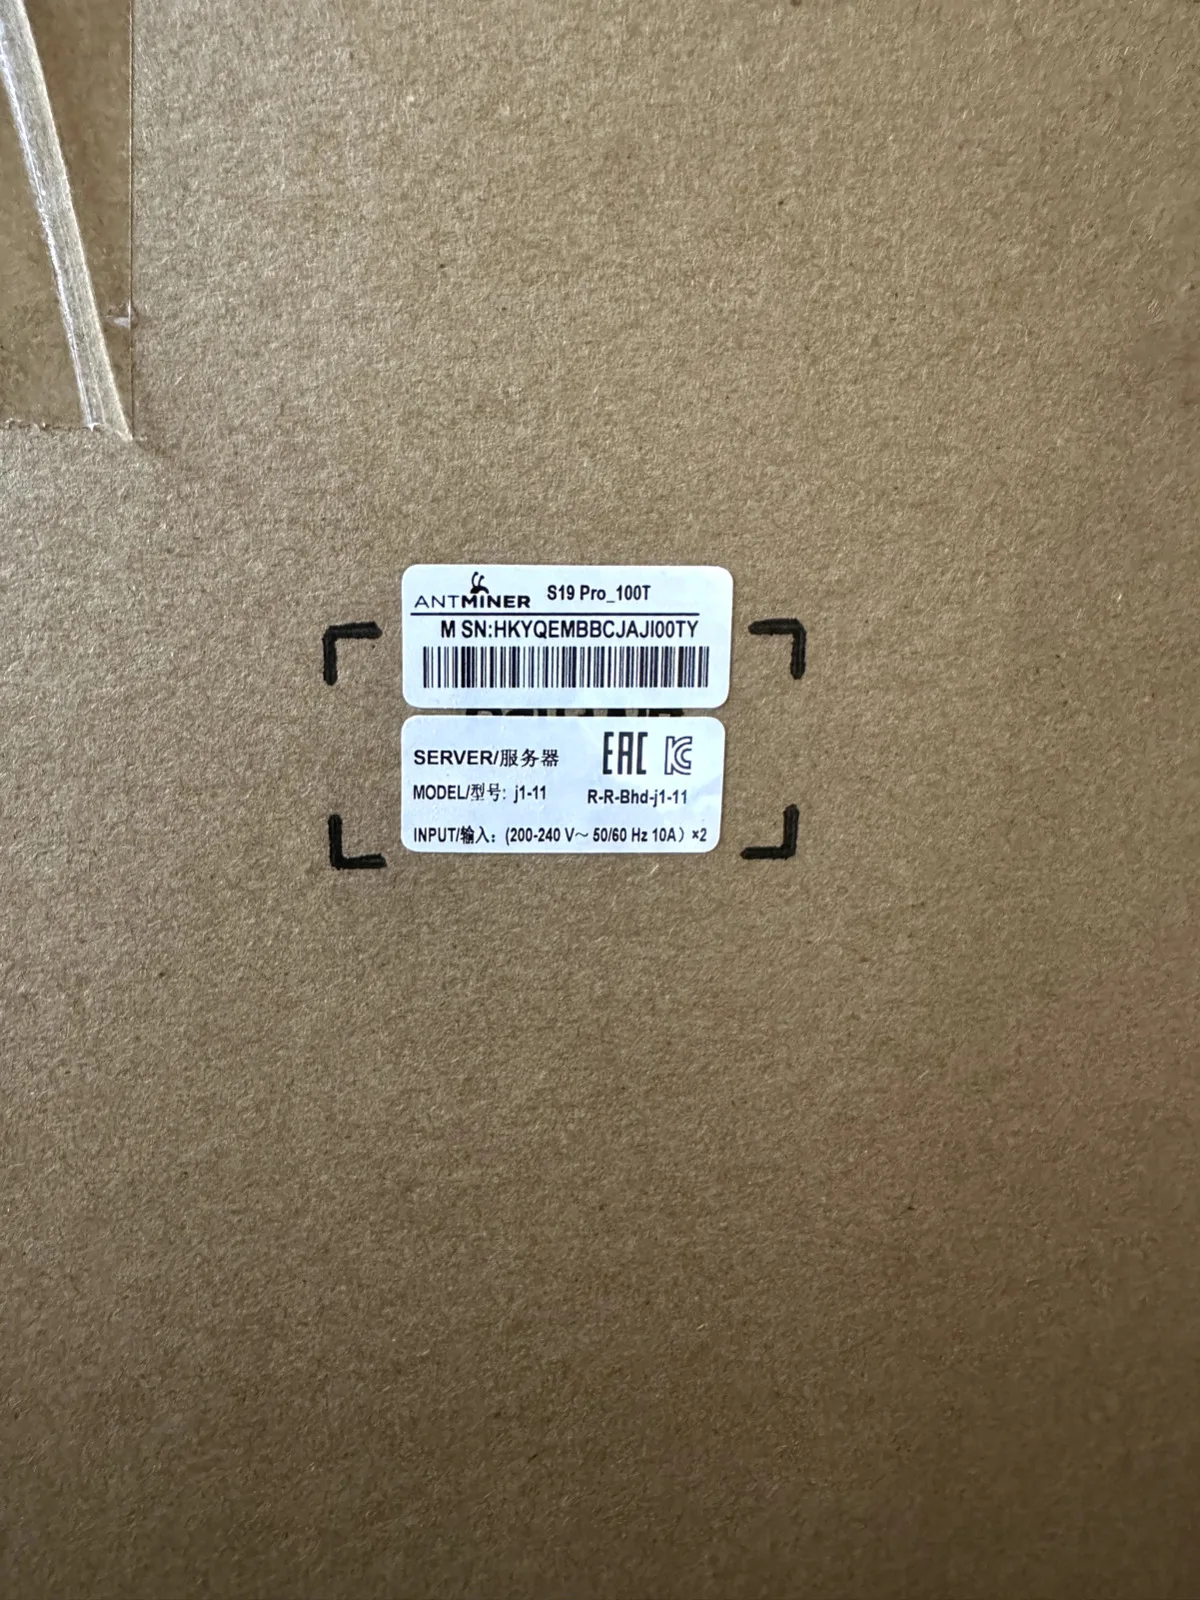 ANTMINER S19 Pro_100T
M SN:HKYQEMBBCJAJI00TY
SERVER/服务器 EAC
MODEL/型号: j1-11 R-R-Bhd-j1-11
INPUT/输入: (200-240 V～ 50/60 Hz 10A）×2